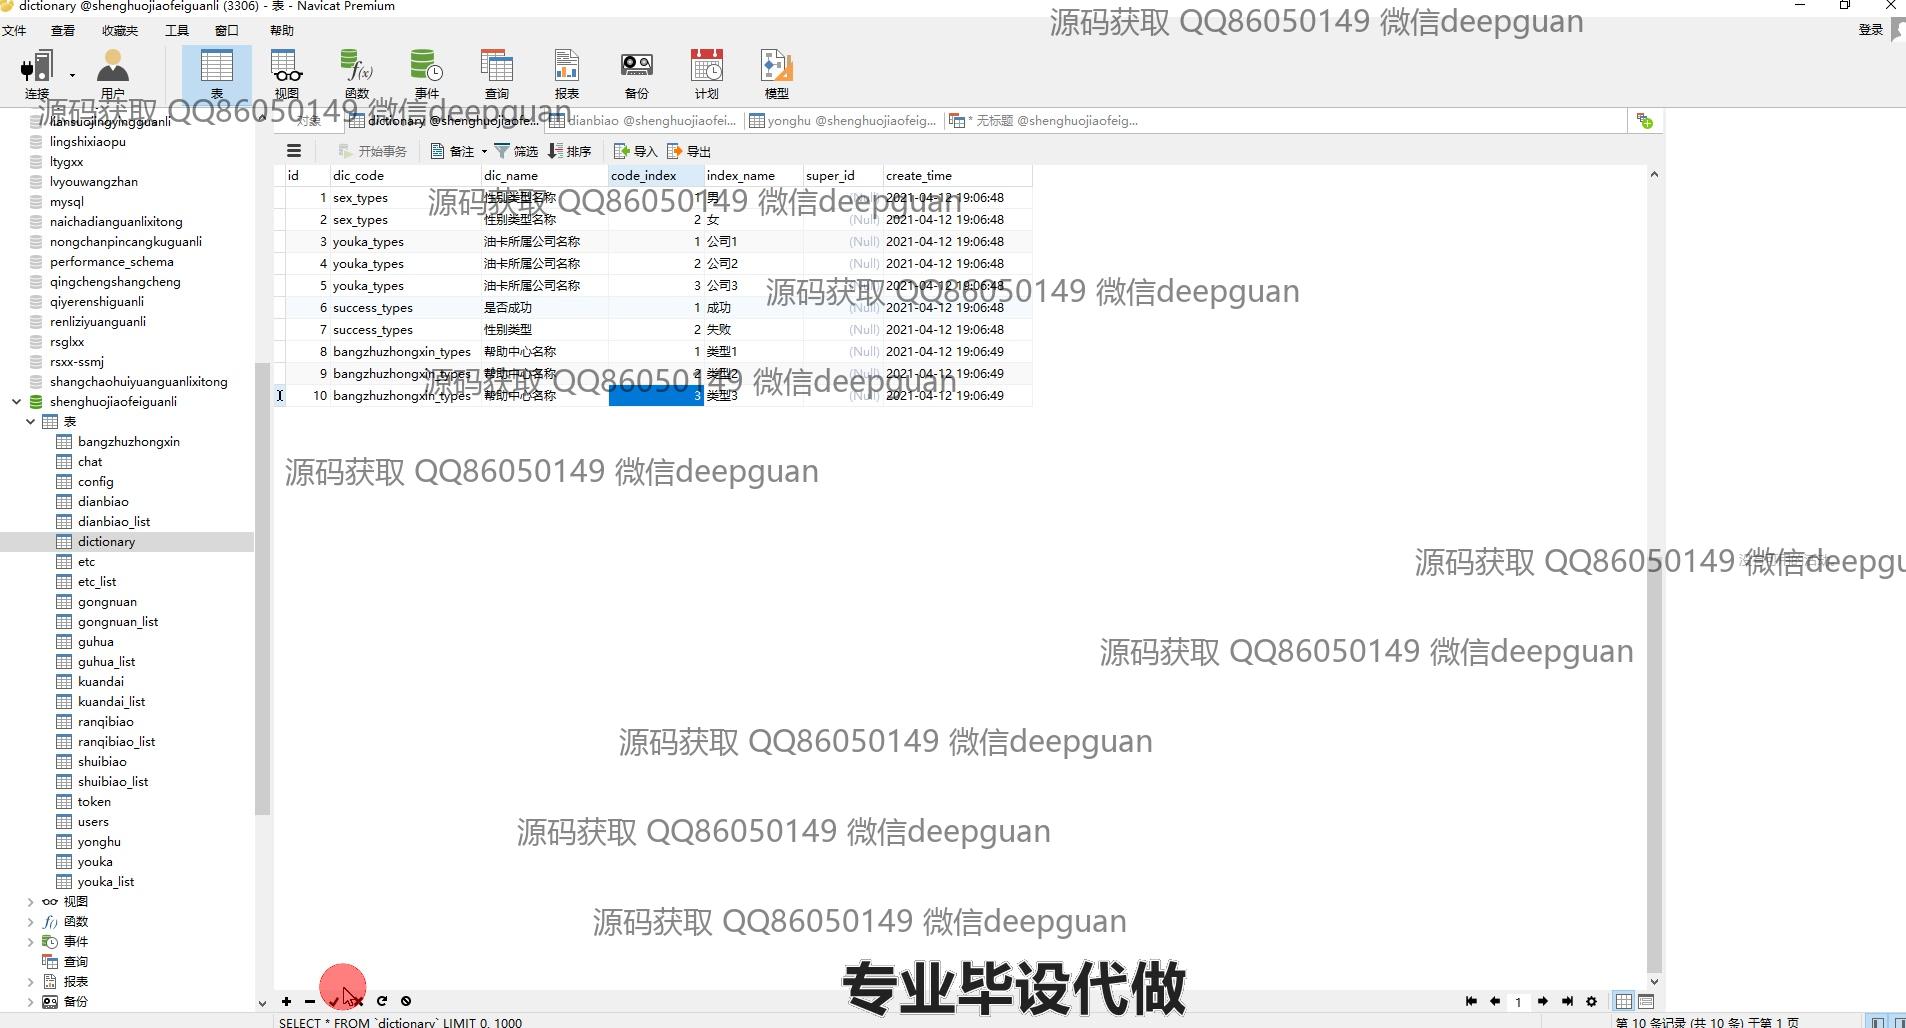 dictionary @shenghuojiaofeiguanli (3306) - 表 - Navicat Premium
文件 查看 收藏夹 工具 窗口 帮助
登录
源码获取 QQ86050149 微信deepguan
连接 用户 表 视图 函数 事件 查询 报表 备份 计划 模型
源码获取 QQ86050149 微信deepguan
对象 dictionary @shenghuojiaofe... dianbiao @shenghuojiaofei... yonghu @shenghuojiaofeig... * 无标题 @shenghuojiaofeig...
开始事务 备注 筛选 排序 导入 导出
id dic_code dic_name code_index index_name super_id create_time
1 sex_types 性别类型名称 1 男 (Null) 2021-04-12 19:06:48
源码获取 QQ86050149 微信deepguan
2 sex_types 性别类型名称 2 女 (Null) 2021-04-12 19:06:48
3 youka_types 油卡所属公司名称 1 公司1 (Null) 2021-04-12 19:06:48
4 youka_types 油卡所属公司名称 2 公司2 (Null) 2021-04-12 19:06:48
5 youka_types 油卡所属公司名称 3 公司3 (Null) 2021-04-12 19:06:48
源码获取 QQ86050149 微信deepguan
6 success_types 是否成功 1 成功 (Null) 2021-04-12 19:06:48
7 success_types 性别类型 2 失败 (Null) 2021-04-12 19:06:48
8 bangzhuzhongxin_types 帮助中心名称 1 类型1 (Null) 2021-04-12 19:06:49
9 bangzhuzhongxin_types 帮助中心名称 2 类型2 (Null) 2021-04-12 19:06:49
源码获取 QQ86050149 微信deepguan
10 bangzhuzhongxin_types 帮助中心名称 3 类型3 (Null) 2021-04-12 19:06:49
liansuojingyingguanli
lingshixiaopu
ltygxx
lvyouwangzhan
mysql
naichadianguanlixitong
nongchanpincangkuguanli
performance_schema
qingchengshangcheng
qiyerenshiguanli
renliziyuanguanli
rsglxx
rsxx-ssmj
shangchaohuiyuanguanlixitong
shenghuojiaofeiguanli
表
bangzhuzhongxin
chat
config
dianbiao
dianbiao_list
dictionary
etc
etc_list
gongnuan
gongnuan_list
guhua
guhua_list
kuandai
kuandai_list
ranqibiao
ranqibiao_list
shuibiao
shuibiao_list
token
users
yonghu
youka
youka_list
视图
函数
事件
查询
报表
备份
源码获取 QQ86050149 微信deepguan
源码获取 QQ86050149 微信deepgu
源码获取 QQ86050149 微信deepguan
源码获取 QQ86050149 微信deepguan
源码获取 QQ86050149 微信deepguan
源码获取 QQ86050149 微信deepguan
专业毕设代做
1
SELECT * FROM `dictionary` LIMIT 0, 1000
第 10 条记录 (共 10 条) 于第 1 页